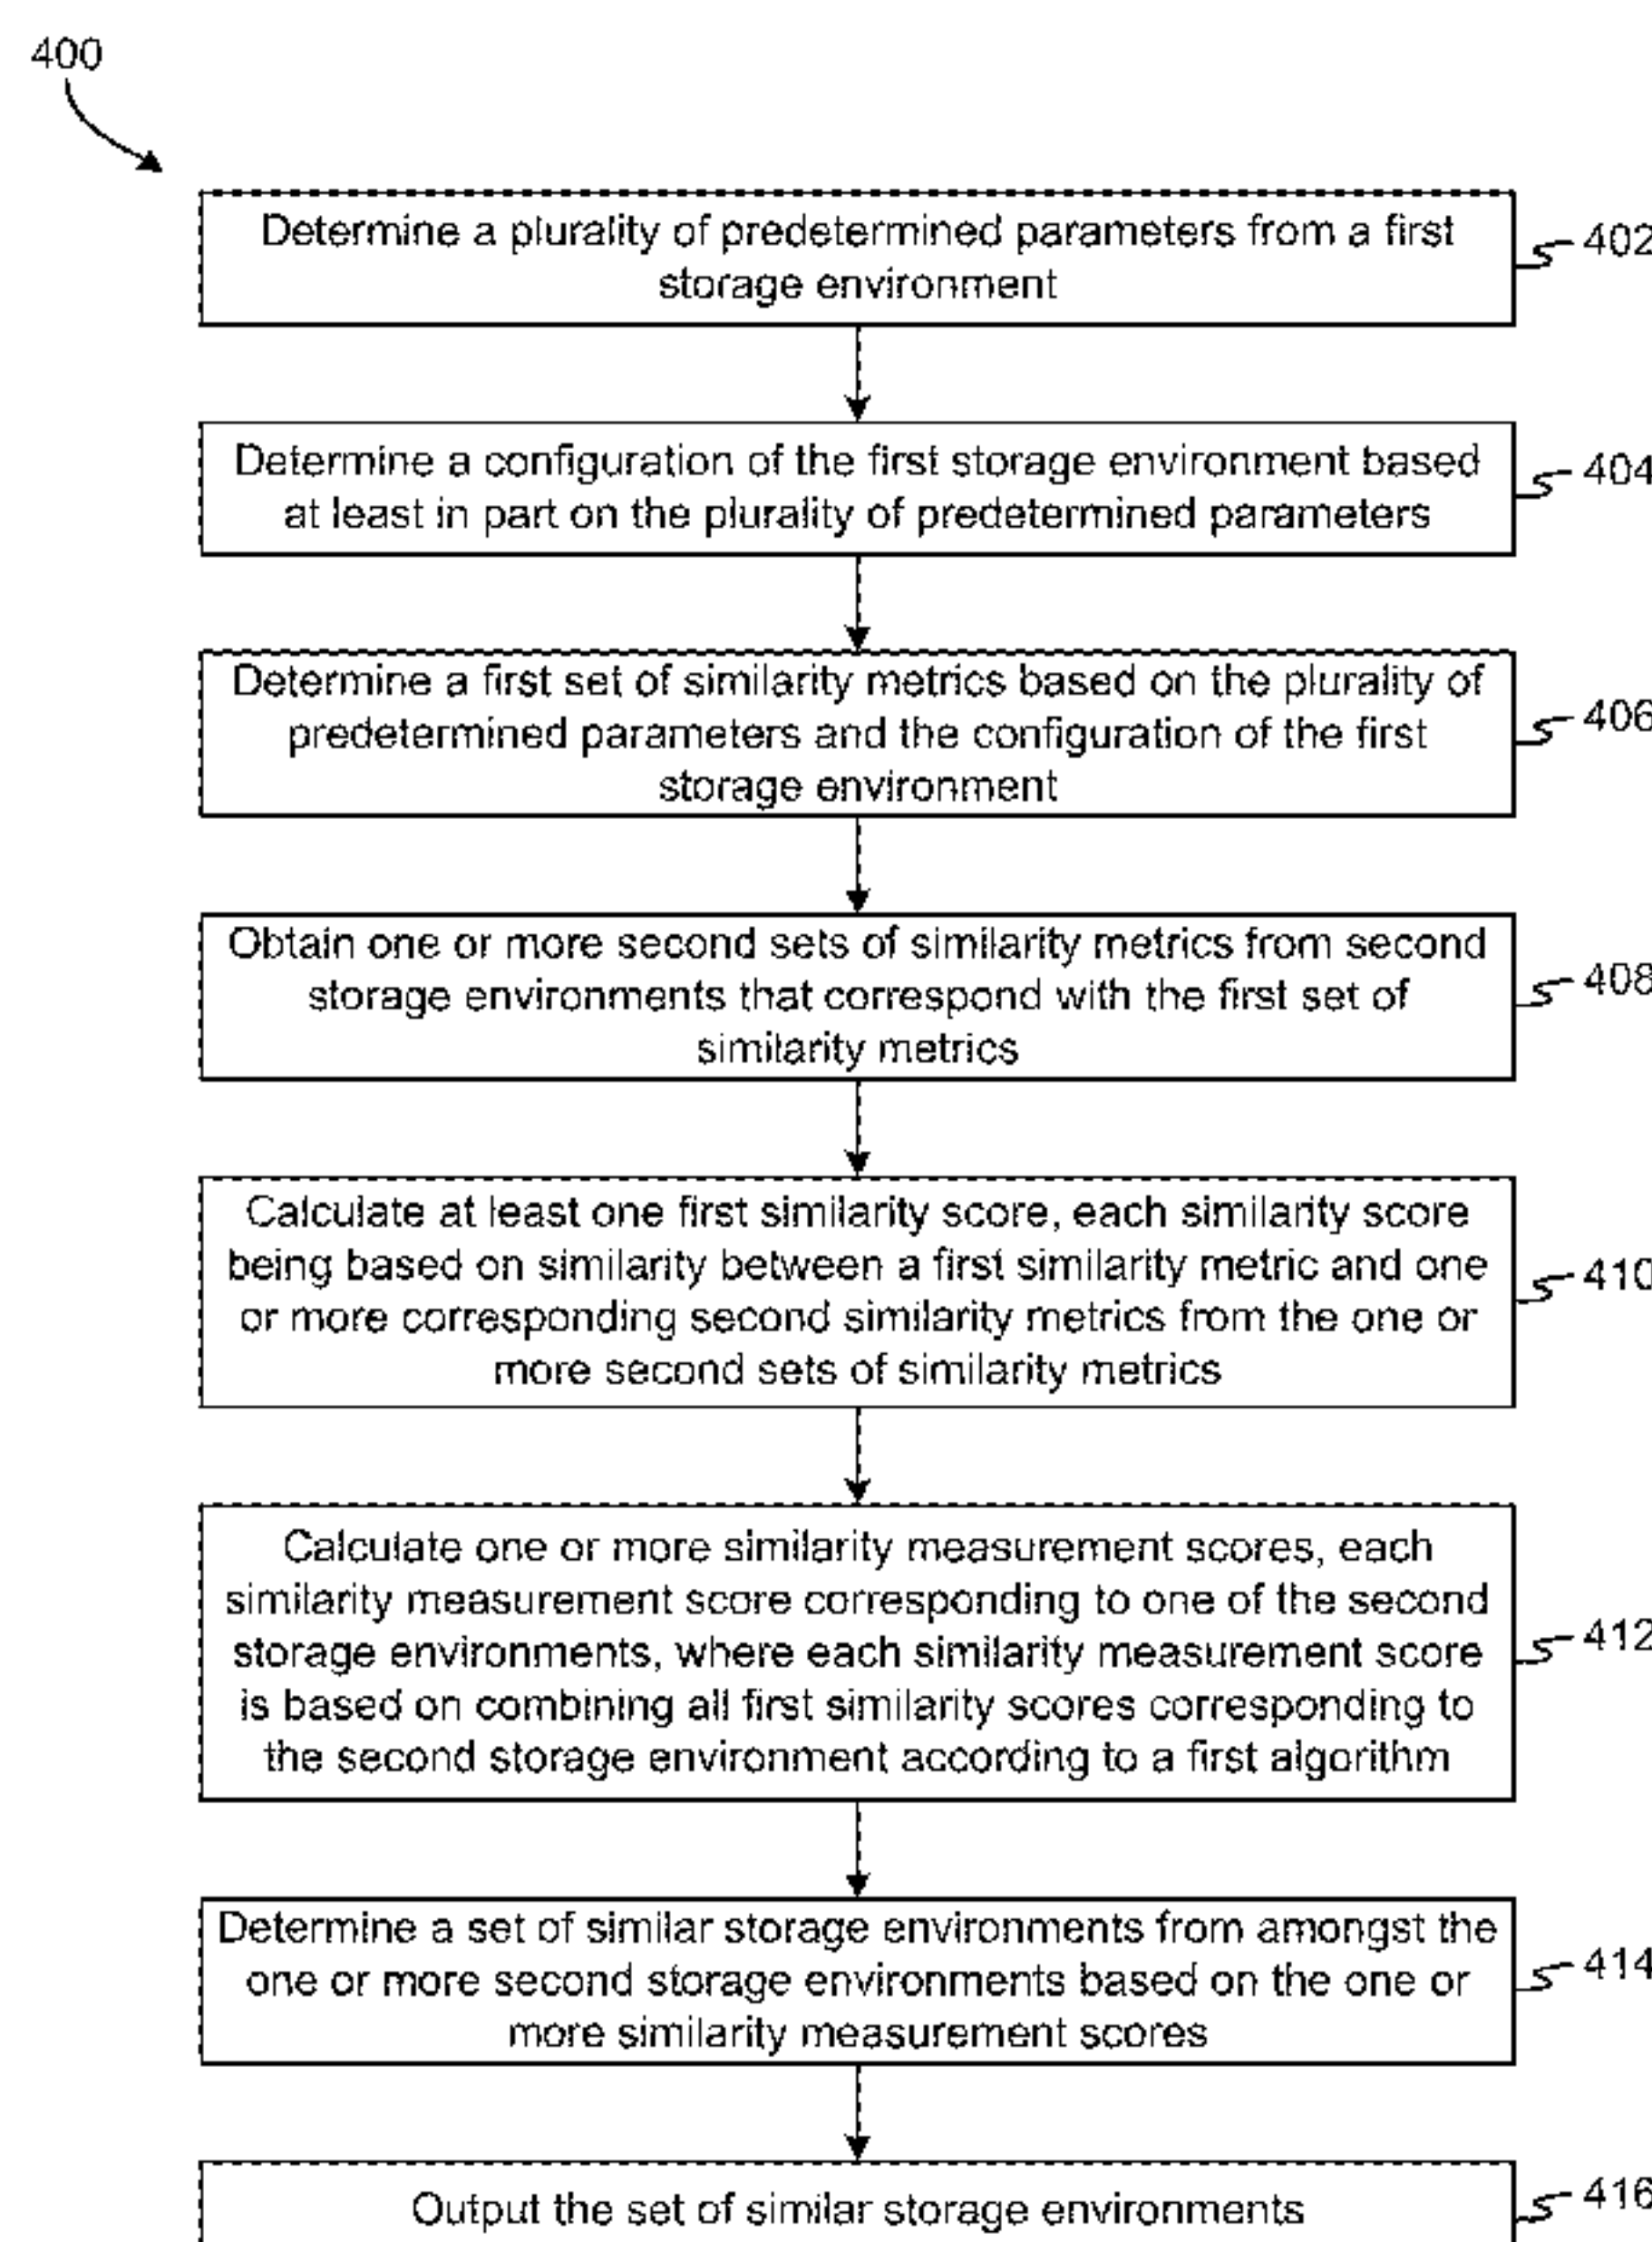 400
Determine a plurality of predetermined parameters from a first
storage environment
402
Determine a configuration of the first storage environment based
at least in part on the plurality of predetermined parameters
404
Determine a first set of similarity metrics based on the plurality of
predetermined parameters and the configuration of the first
storage environment
406
Obtain one or more second sets of similarity metrics from second
storage environments that correspond with the first set of
similarity metrics
408
Calculate at least one first similarity score, each similarity score
being based on similarity between a first similarity metric and one
or more corresponding second similarity metrics from the one or
more second sets of similarity metrics
410
Calculate one or more similarity measurement scores, each
similarity measurement score corresponding to one of the second
storage environments, where each similarity measurement score
is based on combining all first similarity scores corresponding to
the second storage environment according to a first algorithm
412
Determine a set of similar storage environments from amongst the
one or more second storage environments based on the one or
more similarity measurement scores
414
Output the set of similar storage environments
416